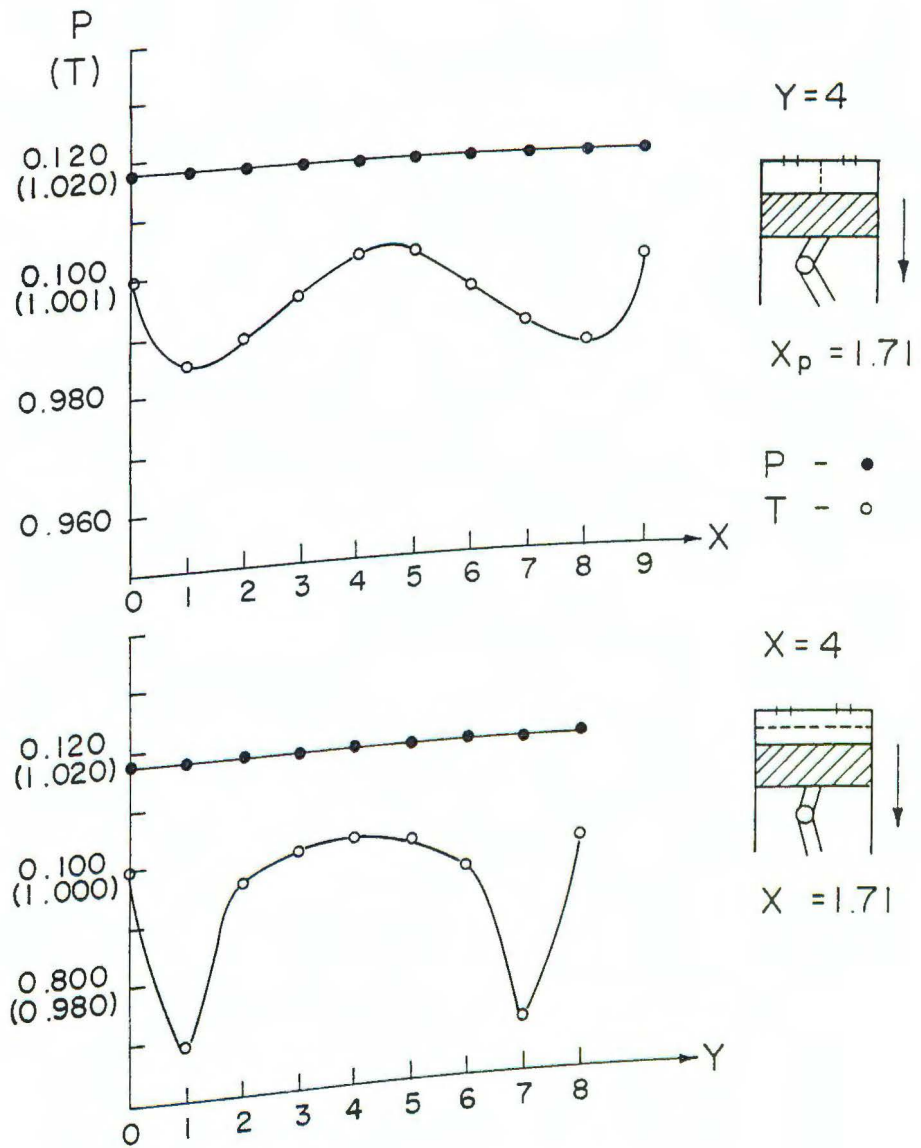 P
(T)
0.120
(1.020)
0.100
(1.001)
0.980
0.960
0 1 2 3 4 5 6 7 8 9 X
Y = 4
X_p = 1.71
P - ●
T - ○
0.120
(1.020)
0.100
(1.000)
0.800
(0.980)
0 1 2 3 4 5 6 7 8 Y
X = 4
X = 1.71